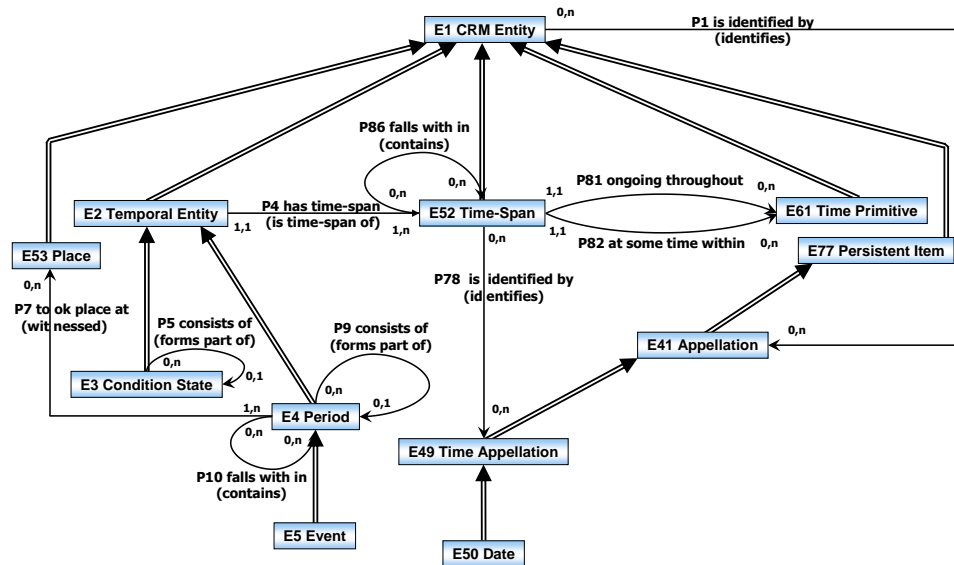 0,n
P1 is identified by
(identifies)
E1 CRM Entity
P86 falls with in
(contains)
0,n
0,n
1,1
P81 ongoing throughout
0,n
E2 Temporal Entity
P4 has time-span
(is time-span of)
1,1
1,n
E52 Time-Span
0,n
1,1
P82 at some time within
0,n
E61 Time Primitive
E53 Place
0,n
E77 Persistent Item
P7 to ok place at
(wit nessed)
P78  is identified by
(id entifies)
P5 consists of
(forms part of)
0,n
0,1
P9 consists of
(forms part of)
0,n
0,1
E41 Appellation
0,n
E3 Condition State
1,n
E4 Period
0,n
0,n
P10 falls with in
(contains)
0,n
E49 Time Appellation
E5 Event
E50 Date